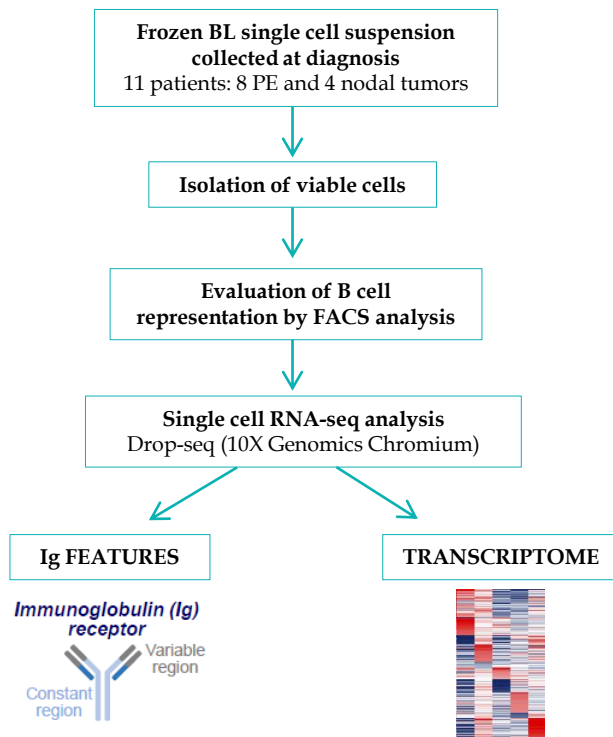 Frozen BL single cell suspension
collected at diagnosis
11 patients: 8 PE and 4 nodal tumors
Isolation of viable cells
Evaluation of B cell
representation by FACS analysis
Single cell RNA-seq analysis
Drop-seq (10X Genomics Chromium)
Ig FEATURES
TRANSCRIPTOME
Immunoglobulin (Ig)
receptor
Variable
region
Constant
region